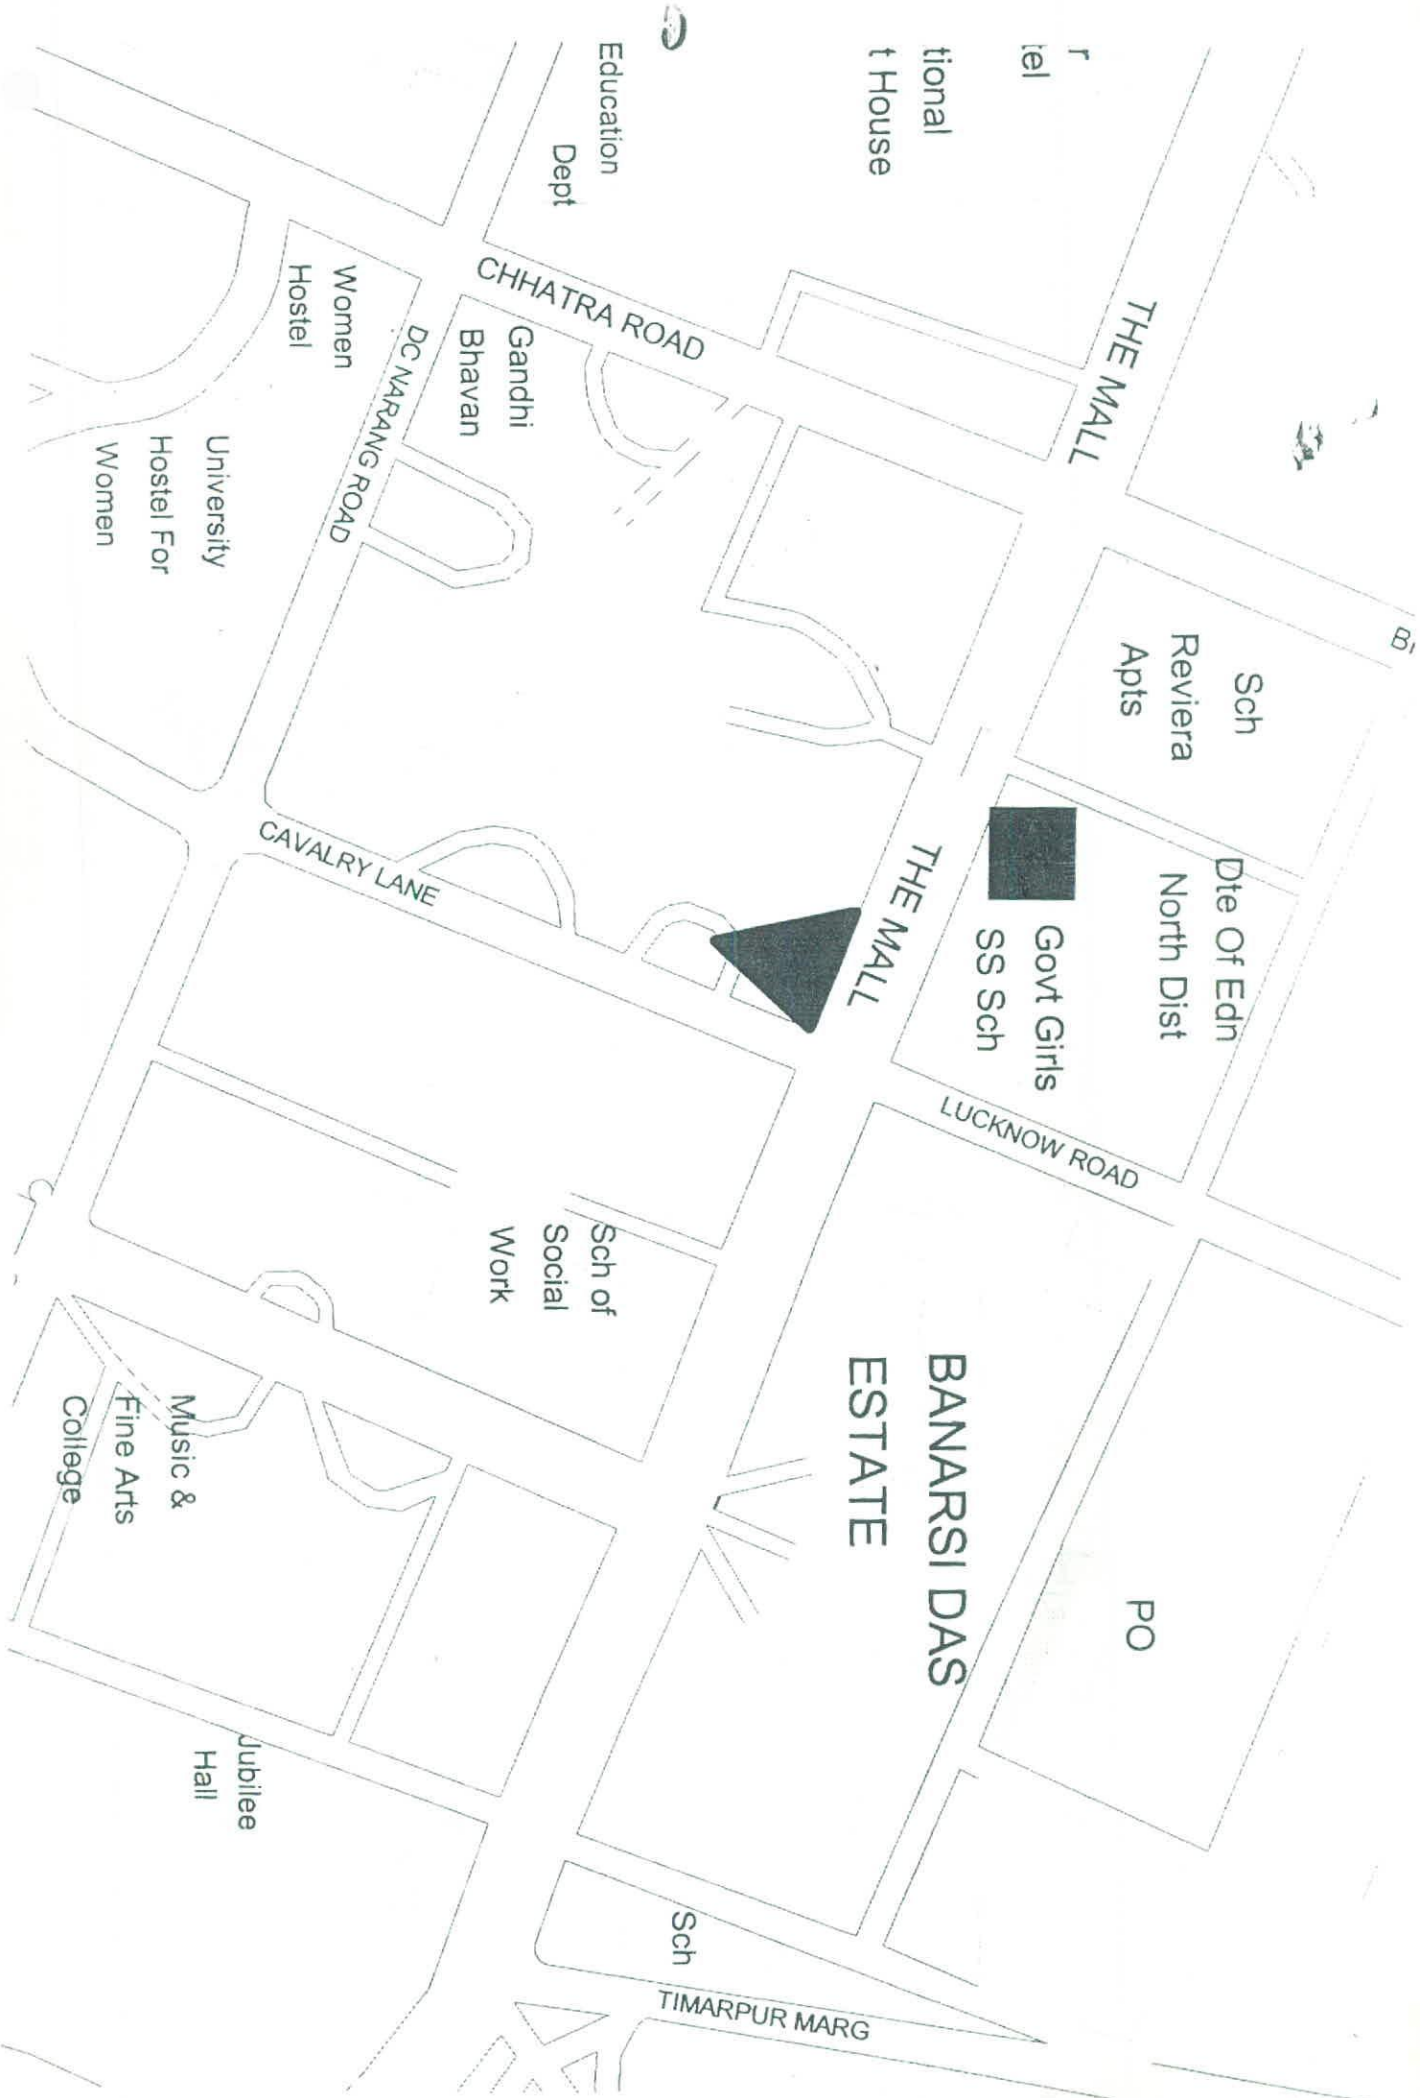 r
tel
tional
t House
Education
Dept
THE MALL
CHHATRA ROAD
Women
Hostel
DC NARANG ROAD
Gandhi
Bhavan
University
Hostel For
Women
Sch
Reviera
Apts
Dte Of Edn
North Dist
Govt Girls
SS Sch
THE MALL
CAVALRY LANE
LUCKNOW ROAD
Sch of
Social
Work
BANARSI DAS
ESTATE
PO
Music &
Fine Arts
College
Jubilee
Hall
Sch
TIMARPUR MARG